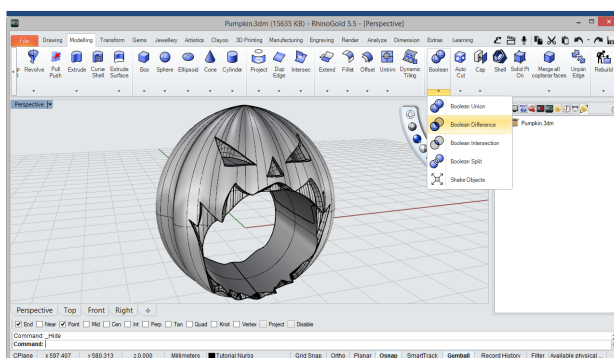 Pumpkin.3dm (15635 KB) - RhinoGold 5.5 - [Perspective]
File Drawing Modelling Transform Gems Jewellery Artistics Clayoo 3D Printing Manufacturing Engraving Render Analyze Dimension Extras Learning
Revolve Pull Push Extrude Curve Shell Extrude Surface Box Sphere Ellipsoid Cone Cylinder Project Dup Edge Intersec Extend Fillet Offset Untrim Dynamic Tiling Boolean Auto Cut Cap Shell Solid Pt On Merge all coplanar faces Unjoin Edge Rebuild
Perspective
Boolean Union
Pumpkin.3dm
Boolean Difference
Boolean Intersection
Boolean Split
Shake Objects
Perspective Top Front Right
End Near Point Mid Cen Int Perp Tan Quad Knot Vertex Project Disable
Command: _Hide
Command:
CPlane x 597.407 y 580.313 z 0.000 Millimeters Tutorial Nurbs Grid Snap Ortho Planar Osnap SmartTrack Gumball Record History Filter Available physical ...